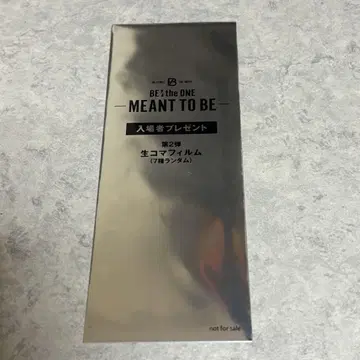 BE:the ONE
MEANT TO BE
入場者プレゼント
第2弾
生コマフィルム
(7種ランダム)
not for sale